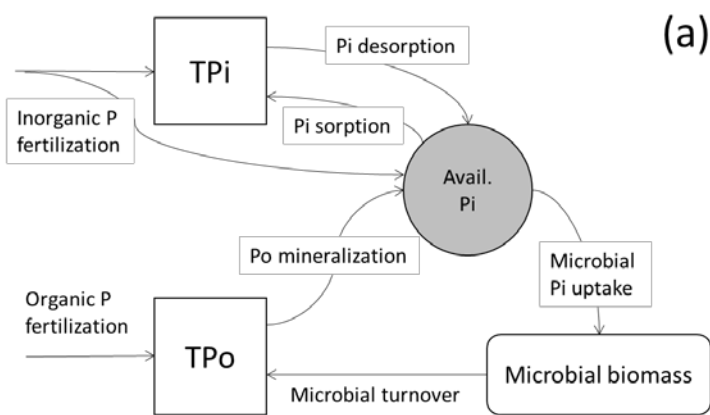 (a)
Pi desorption
TPi
Pi sorption
Inorganic P
fertilization
Avail.
Pi
Po mineralization
Microbial
Pi uptake
Organic P
fertilization
TPo
Microbial biomass
Microbial turnover